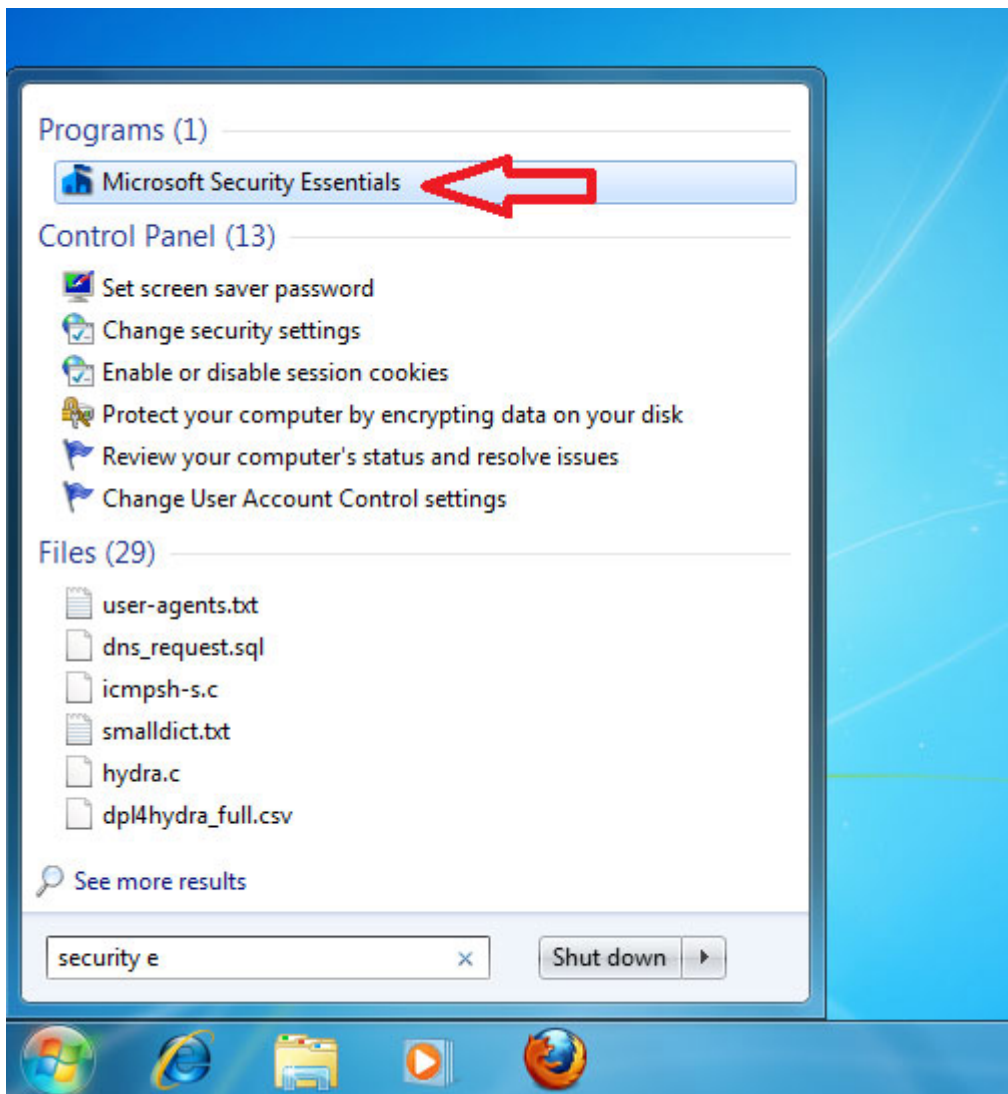 Programs (1)
Microsoft Security Essentials
Control Panel (13)
Set screen saver password
Change security settings
Enable or disable session cookies
Protect your computer by encrypting data on your disk
Review your computer's status and resolve issues
Change User Account Control settings
Files (29)
user-agents.txt
dns_request.sql
icmpsh-s.c
smalldict.txt
hydra.c
dpl4hydra_full.csv
See more results
security e
Shut down